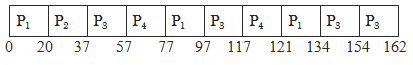 P₁ P₂ P₃ P₄ P₁ P₃ P₄ P₁ P₃ P₃
0 20 37 57 77 97 117 121 134 154 162